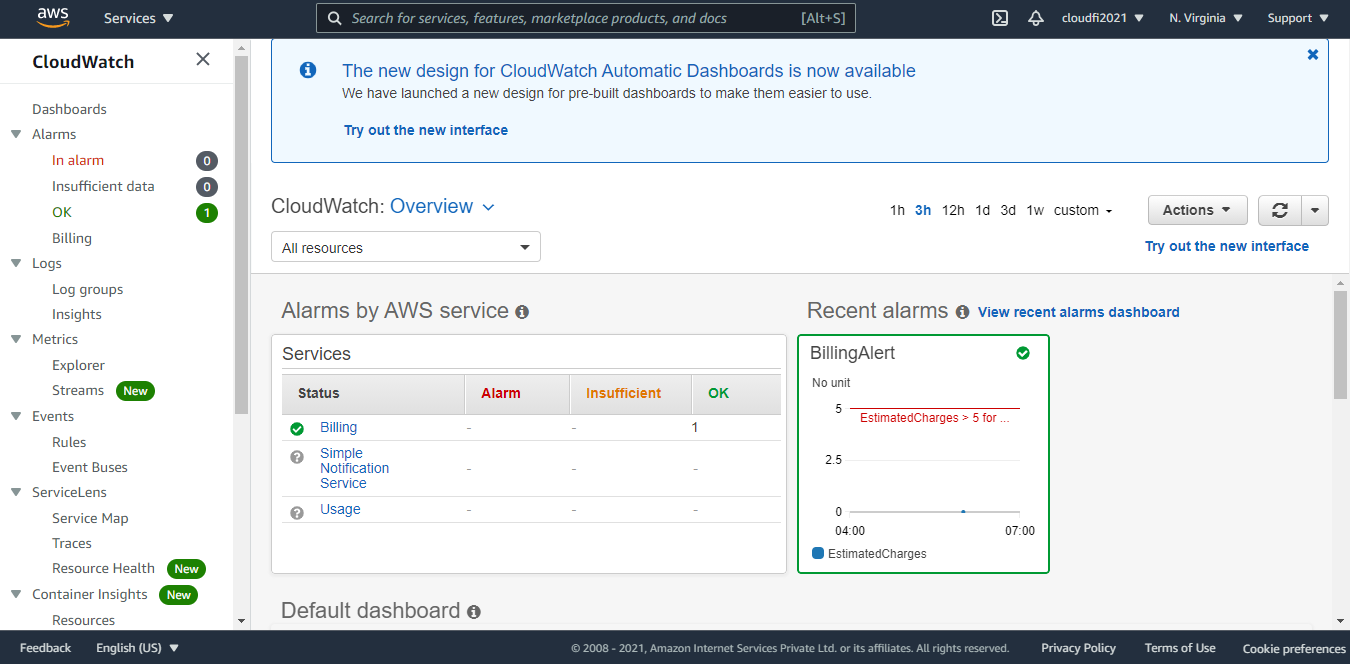 aws
Services
Search for services, features, marketplace products, and docs [Alt+S]
cloudfi2021
N. Virginia
Support
CloudWatch
Dashboards
Alarms
In alarm 0
Insufficient data 0
OK 1
Billing
Logs
Log groups
Insights
Metrics
Explorer
Streams New
Events
Rules
Event Buses
ServiceLens
Service Map
Traces
Resource Health New
Container Insights New
Resources
The new design for CloudWatch Automatic Dashboards is now available
We have launched a new design for pre-built dashboards to make them easier to use.
Try out the new interface
CloudWatch: Overview
1h 3h 12h 1d 3d 1w custom
Actions
All resources
Try out the new interface
Alarms by AWS service
Services
Status Alarm Insufficient OK
Billing - - 1
Simple
Notification - - -
Service
Usage - - -
Recent alarms View recent alarms dashboard
BillingAlert
No unit
5
EstimatedCharges > 5 for ...
2.5
0
04:00 07:00
EstimatedCharges
Default dashboard
Feedback English (US) © 2008 - 2021, Amazon Internet Services Private Ltd. or its affiliates. All rights reserved. Privacy Policy Terms of Use Cookie preferences